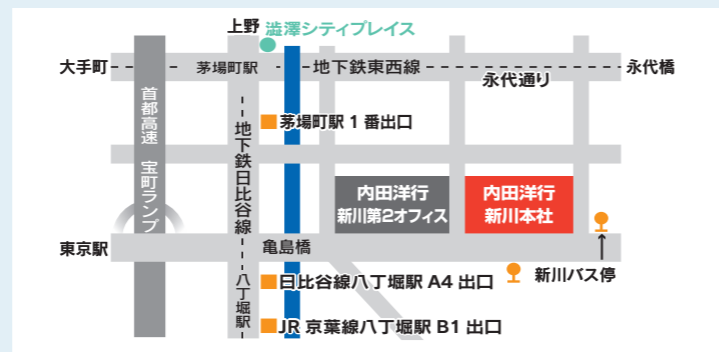 上野
澁澤シティプレイス
大手町
茅場町駅
地下鉄東西線
永代通り
永代橋
首都高速 宝町ランプ
地下鉄日比谷線
茅場町駅 1 番出口
内田洋行
新川第2オフィス
内田洋行
新川本社
東京駅
亀島橋
新川バス停
八丁堀駅
日比谷線八丁堀駅 A4 出口
JR 京葉線八丁堀駅 B1 出口